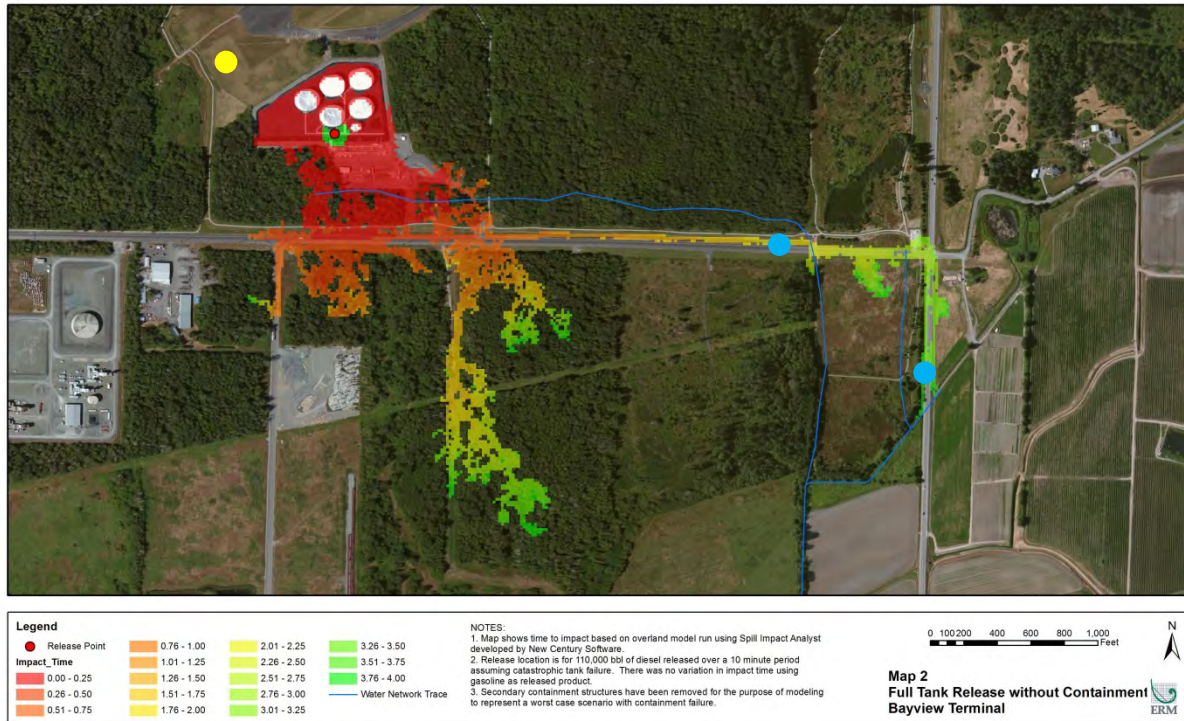 Legend
Release Point
Impact_Time
0.00 - 0.25
0.26 - 0.50
0.51 - 0.75
0.76 - 1.00
1.01 - 1.25
1.26 - 1.50
1.51 - 1.75
1.76 - 2.00
2.01 - 2.25
2.26 - 2.50
2.51 - 2.75
2.76 - 3.00
3.01 - 3.25
3.26 - 3.50
3.51 - 3.75
3.76 - 4.00
Water Network Trace
NOTES:
1. Map shows time to impact based on overland model run using Spill Impact Analyst
developed by New Century Software.
2. Release location is for 110,000 bbl of diesel released over a 10 minute period
assuming catastrophic tank failure. There was no variation in impact time using
gasoline as released product.
3. Secondary containment structures have been removed for the purpose of modeling
to represent a worst case scenario with containment failure.
0 100200 400 600 800 1,000
Feet
N
Map 2
Full Tank Release without Containment
Bayview Terminal
ERM